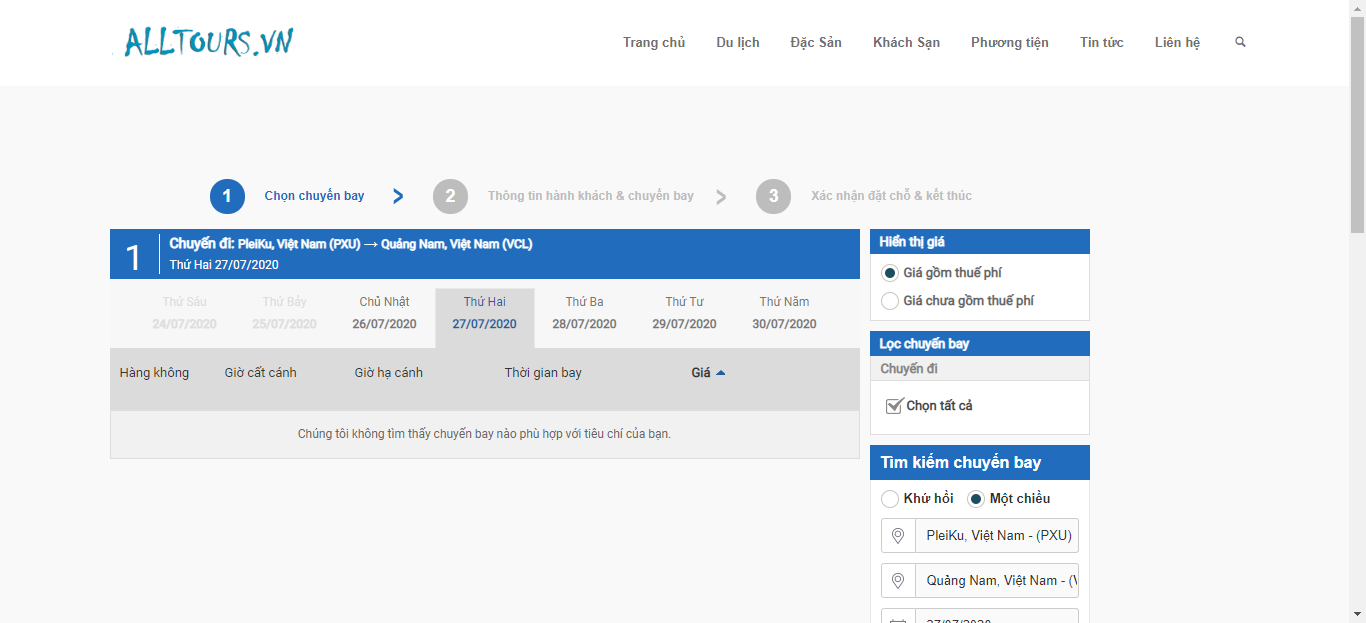 ALLTOURS.VN
Trang chủ Du lịch Đặc Sản Khách Sạn Phương tiện Tin tức Liên hệ
1 Chọn chuyến bay > 2 Thông tin hành khách & chuyến bay > 3 Xác nhận đặt chỗ & kết thúc
1
Chuyến đi: PleiKu, Việt Nam (PXU) → Quảng Nam, Việt Nam (VCL)
Thứ Hai 27/07/2020
Thứ Sáu Thứ Bảy Chủ Nhật Thứ Hai Thứ Ba Thứ Tư Thứ Năm
24/07/2020 25/07/2020 26/07/2020 27/07/2020 28/07/2020 29/07/2020 30/07/2020
Hàng không Giờ cất cánh Giờ hạ cánh Thời gian bay Giá
Chúng tôi không tìm thấy chuyến bay nào phù hợp với tiêu chí của bạn.
Hiển thị giá
Giá gồm thuế phí
Giá chưa gồm thuế phí
Lọc chuyến bay
Chuyến đi
Chọn tất cả
Tìm kiếm chuyến bay
Khứ hồi Một chiều
PleiKu, Việt Nam - (PXU)
Quảng Nam, Việt Nam - (V
27/07/2020